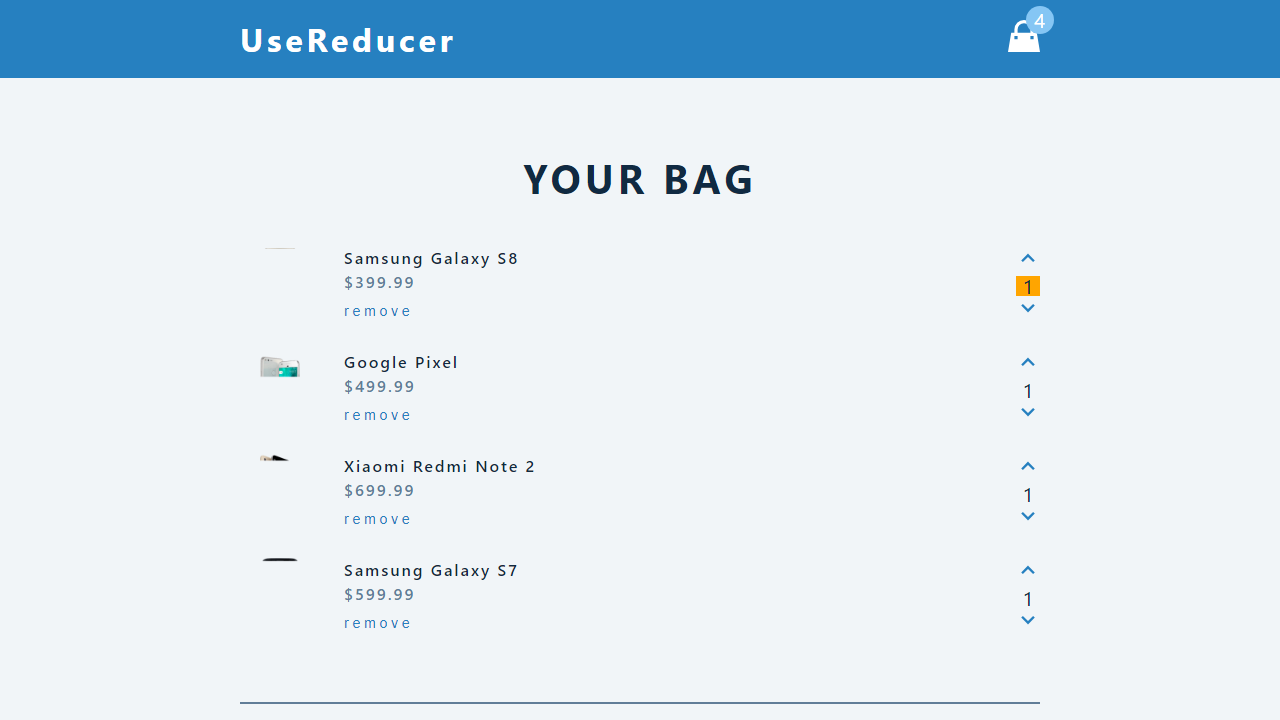 UseReducer
4
YOUR BAG
Samsung Galaxy S8
$399.99
remove
1
Google Pixel
$499.99
remove
1
Xiaomi Redmi Note 2
$699.99
remove
1
Samsung Galaxy S7
$599.99
remove
1